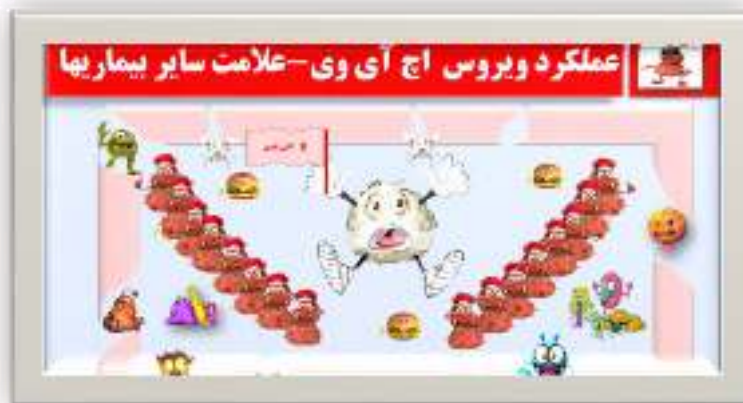 عملکرد ویروس اچ آی وی-علامت سایر بیماریها